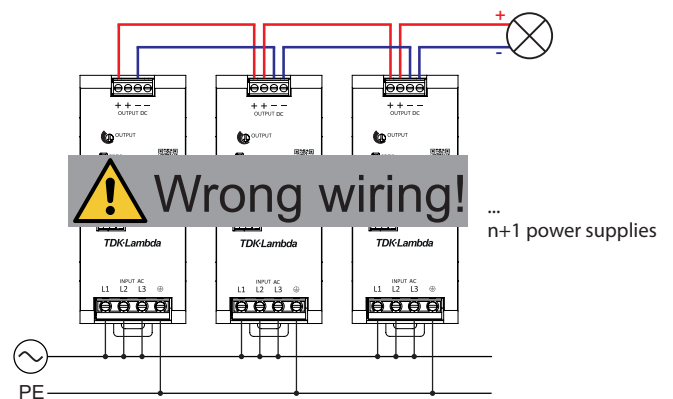 +
-
+ + - -
+ + - -
+ + - -
OUTPUT DC
OUTPUT DC
OUTPUT DC
OUTPUT
OUTPUT
OUTPUT
Wrong wiring!
...
n+1 power supplies
TDK-Lambda
TDK-Lambda
TDK-Lambda
INPUT AC
INPUT AC
INPUT AC
L1 L2 L3
L1 L2 L3
L1 L2 L3
PE